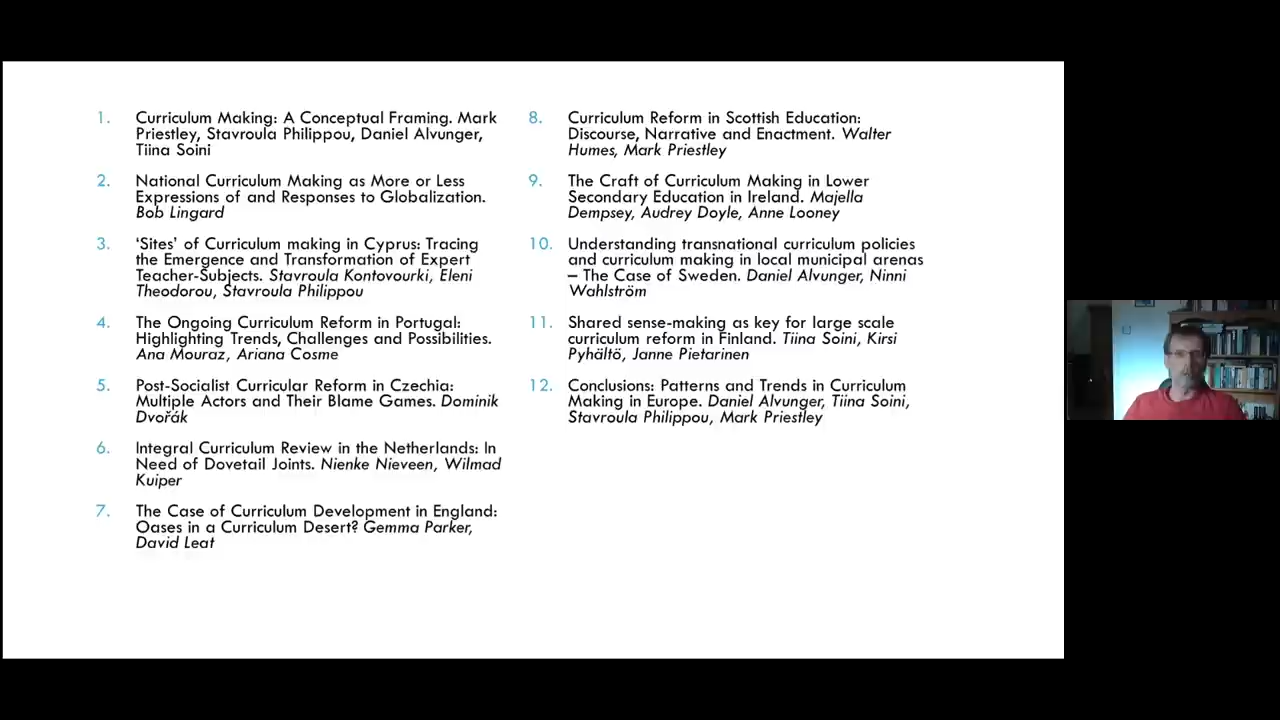 1. Curriculum Making: A Conceptual Framing. Mark
Priestley, Stavroula Philippou, Daniel Alvunger,
Tiina Soini
2. National Curriculum Making as More or Less
Expressions of and Responses to Globalization.
Bob Lingard
3. ‘Sites’ of Curriculum making in Cyprus: Tracing
the Emergence and Transformation of Expert
Teacher-Subjects. Stavroula Kontovourki, Eleni
Theodorou, Stavroula Philippou
4. The Ongoing Curriculum Reform in Portugal:
Highlighting Trends, Challenges and Possibilities.
Ana Mouraz, Ariana Cosme
5. Post-Socialist Curricular Reform in Czechia:
Multiple Actors and Their Blame Games. Dominik
Dvořák
6. Integral Curriculum Review in the Netherlands: In
Need of Dovetail Joints. Nienke Nieveen, Wilmad
Kuiper
7. The Case of Curriculum Development in England:
Oases in a Curriculum Desert? Gemma Parker,
David Leat
8. Curriculum Reform in Scottish Education:
Discourse, Narrative and Enactment. Walter
Humes, Mark Priestley
9. The Craft of Curriculum Making in Lower
Secondary Education in Ireland. Majella
Dempsey, Audrey Doyle, Anne Looney
10. Understanding transnational curriculum policies
and curriculum making in local municipal arenas
– The Case of Sweden. Daniel Alvunger, Ninni
Wahlström
11. Shared sense-making as key for large scale
curriculum reform in Finland. Tiina Soini, Kirsi
Pyhältö, Janne Pietarinen
12. Conclusions: Patterns and Trends in Curriculum
Making in Europe. Daniel Alvunger, Tiina Soini,
Stavroula Philippou, Mark Priestley